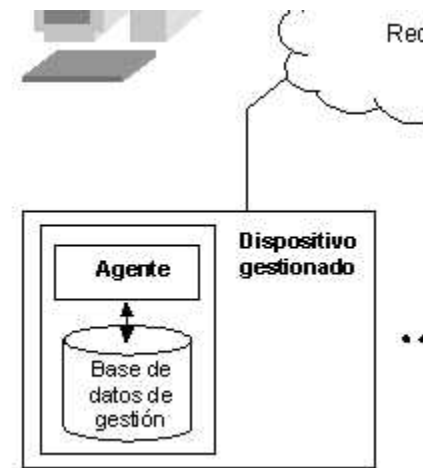 Dispositivo
gestionado
Agente
Base de
datos de
gestión